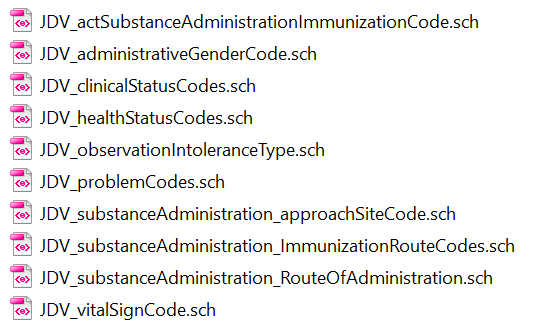 JDV_actSubstanceAdministrationImmunizationCode.sch
JDV_administrativeGenderCode.sch
JDV_clinicalStatusCodes.sch
JDV_healthStatusCodes.sch
JDV_observationIntoleranceType.sch
JDV_problemCodes.sch
JDV_substanceAdministration_approachSiteCode.sch
JDV_substanceAdministration_ImmunizationRouteCodes.sch
JDV_substanceAdministration_RouteOfAdministration.sch
JDV_vitalSignCode.sch